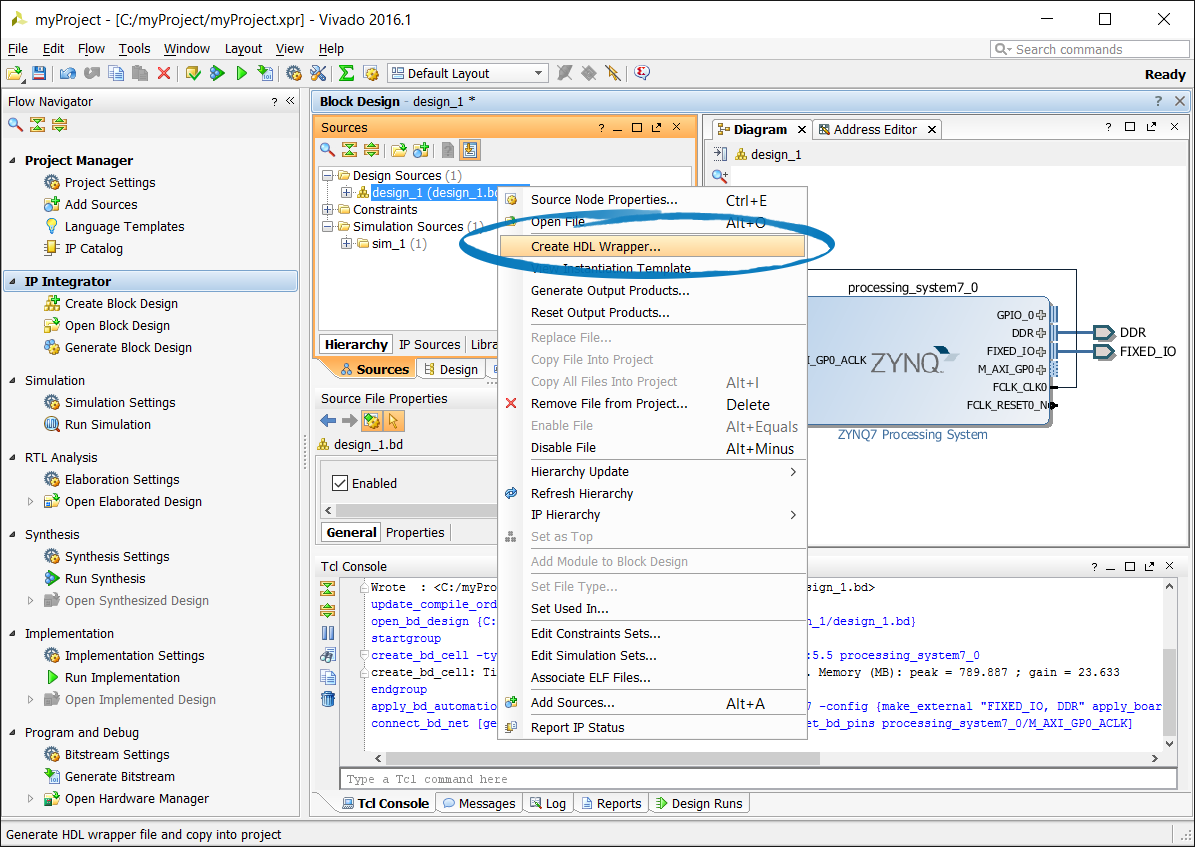 myProject - [C:/myProject/myProject.xpr] - Vivado 2016.1
File Edit Flow Tools Window Layout View Help
Search commands
Default Layout
Ready
Flow Navigator
? «
Project Manager
Project Settings
Add Sources
Language Templates
IP Catalog
IP Integrator
Create Block Design
Open Block Design
Generate Block Design
Simulation
Simulation Settings
Run Simulation
RTL Analysis
Elaboration Settings
Open Elaborated Design
Synthesis
Synthesis Settings
Run Synthesis
Open Synthesized Design
Implementation
Implementation Settings
Run Implementation
Open Implemented Design
Program and Debug
Bitstream Settings
Generate Bitstream
Open Hardware Manager
Block Design - design_1 *
Sources
Design Sources (1)
design_1 (design_1.bd
Constraints
Simulation Sources (1)
sim_1 (1)
Hierarchy IP Sources Libra
Sources Design
Source File Properties
design_1.bd
Enabled
General Properties
Source Node Properties... Ctrl+E
Open File Alt+O
Create HDL Wrapper...
View Instantiation Template
Generate Output Products...
Reset Output Products...
Replace File...
Copy File Into Project
Copy All Files Into Project Alt+I
Remove File from Project... Delete
Enable File Alt+Equals
Disable File Alt+Minus
Hierarchy Update
Refresh Hierarchy
IP Hierarchy
Set as Top
Add Module to Block Design
Set File Type...
Set Used In...
Edit Constraints Sets...
Edit Simulation Sets...
Associate ELF Files...
Add Sources... Alt+A
Report IP Status
Diagram Address Editor
design_1
processing_system7_0
GPIO_0
DDR
FIXED_IO
M_AXI_GP0
FCLK_CLK0
FCLK_RESET0_N
I_GP0_ACLK
ZYNQ
DDR
FIXED_IO
ZYNQ7 Processing System
Tcl Console
Wrote : <C:/myPro sign_1.bd>
update_compile_ord
open_bd_design {C: n_1/design_1.bd}
startgroup
create_bd_cell -ty :5.5 processing_system7_0
create_bd_cell: Ti . Memory (MB): peak = 789.887 ; gain = 23.633
endgroup
apply_bd_automatio 7 -config {make_external "FIXED_IO, DDR" apply_boar
connect_bd_net [ge et_bd_pins processing_system7_0/M_AXI_GP0_ACLK]
Type a Tcl command here
Tcl Console Messages Log Reports Design Runs
Generate HDL wrapper file and copy into project